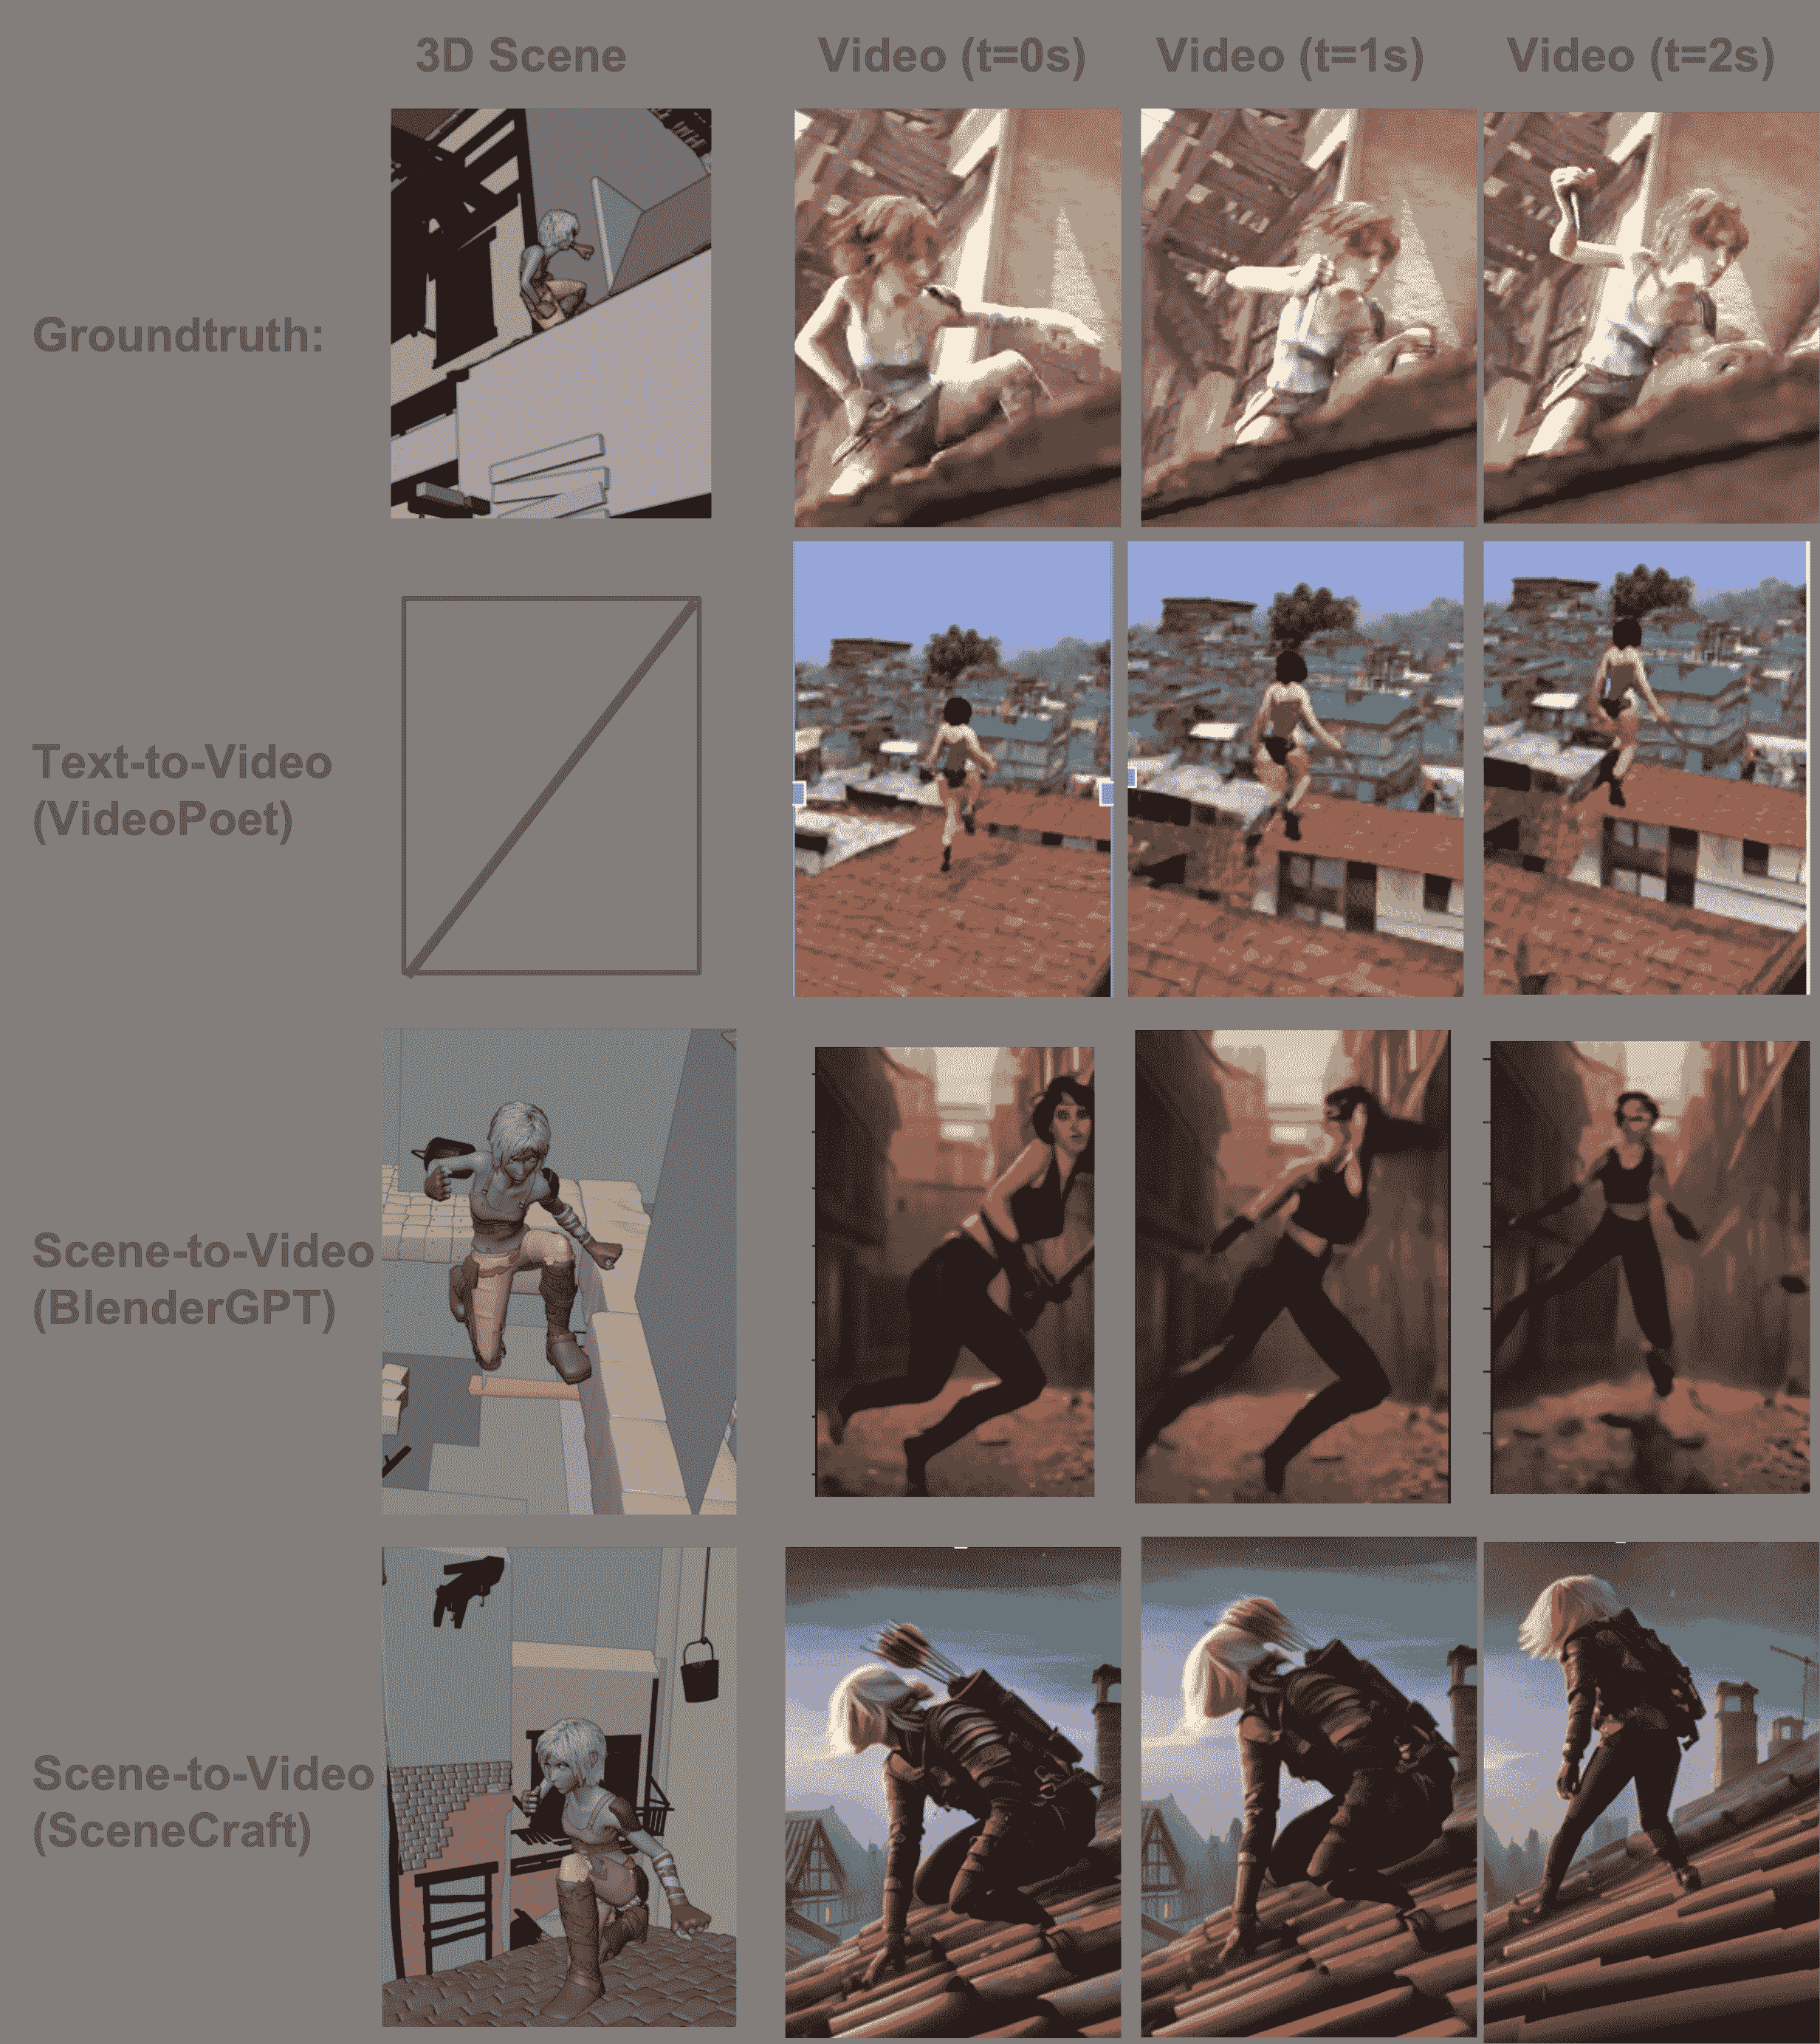 3D Scene
Video (t=0s)
Video (t=1s)
Video (t=2s)
Groundtruth:
Text-to-Video
(VideoPoet)
Scene-to-Video
(BlenderGPT)
Scene-to-Video
(SceneCraft)